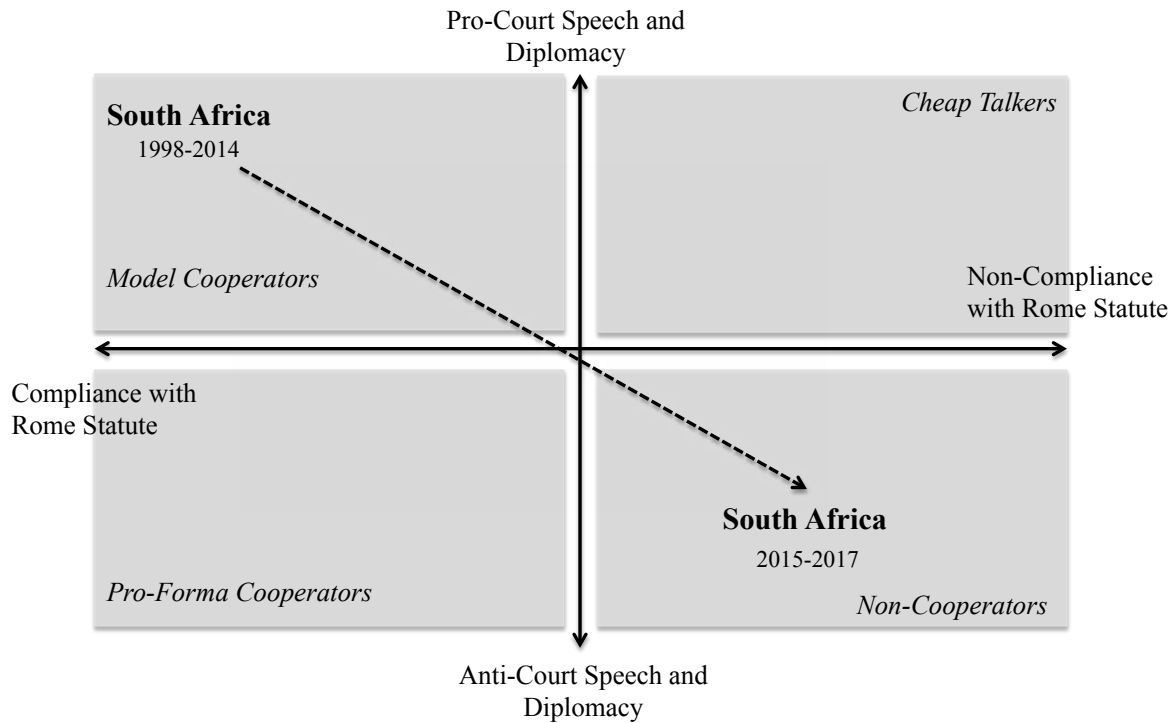 Pro-Court Speech and
Diplomacy
South Africa
1998-2014
Cheap Talkers
Model Cooperators
Non-Compliance
with Rome Statute
Compliance with
Rome Statute
South Africa
2015-2017
Pro-Forma Cooperators
Non-Cooperators
Anti-Court Speech and
Diplomacy